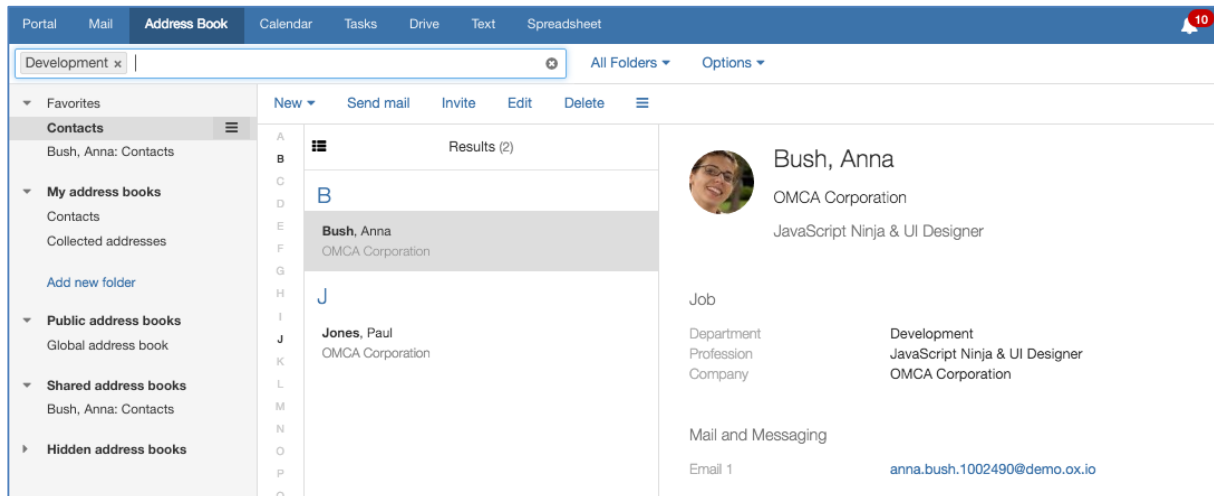 Portal Mail Address Book Calendar Tasks Drive Text Spreadsheet 10
Development × All Folders Options
Favorites
Contacts
Bush, Anna: Contacts
My address books
Contacts
Collected addresses
Add new folder
Public address books
Global address book
Shared address books
Bush, Anna: Contacts
Hidden address books
New Send mail Invite Edit Delete
A
B
C
D
E
F
G
H
I
J
K
L
M
N
O
P
Results (2)
B
Bush, Anna
OMCA Corporation
J
Jones, Paul
OMCA Corporation
Bush, Anna
OMCA Corporation
JavaScript Ninja & UI Designer
Job
Department Development
Profession JavaScript Ninja & UI Designer
Company OMCA Corporation
Mail and Messaging
Email 1 anna.bush.1002490@demo.ox.io